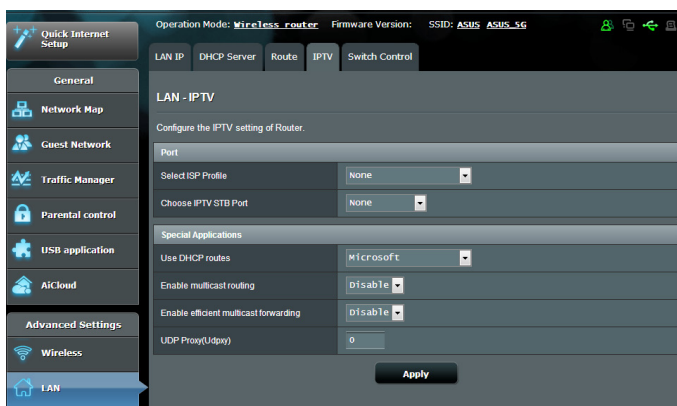 Quick Internet
Setup
Operation Mode: Wireless router Firmware Version: SSID: ASUS ASUS_5G
LAN IP DHCP Server Route IPTV Switch Control
General
Network Map
Guest Network
Traffic Manager
Parental control
USB application
AiCloud
Advanced Settings
Wireless
LAN
LAN - IPTV
Configure the IPTV setting of Router.
Port
Select ISP Profile None
Choose IPTV STB Port None
Special Applications
Use DHCP routes Microsoft
Enable multicast routing Disable
Enable efficient multicast forwarding Disable
UDP Proxy(Udpxy) 0
Apply